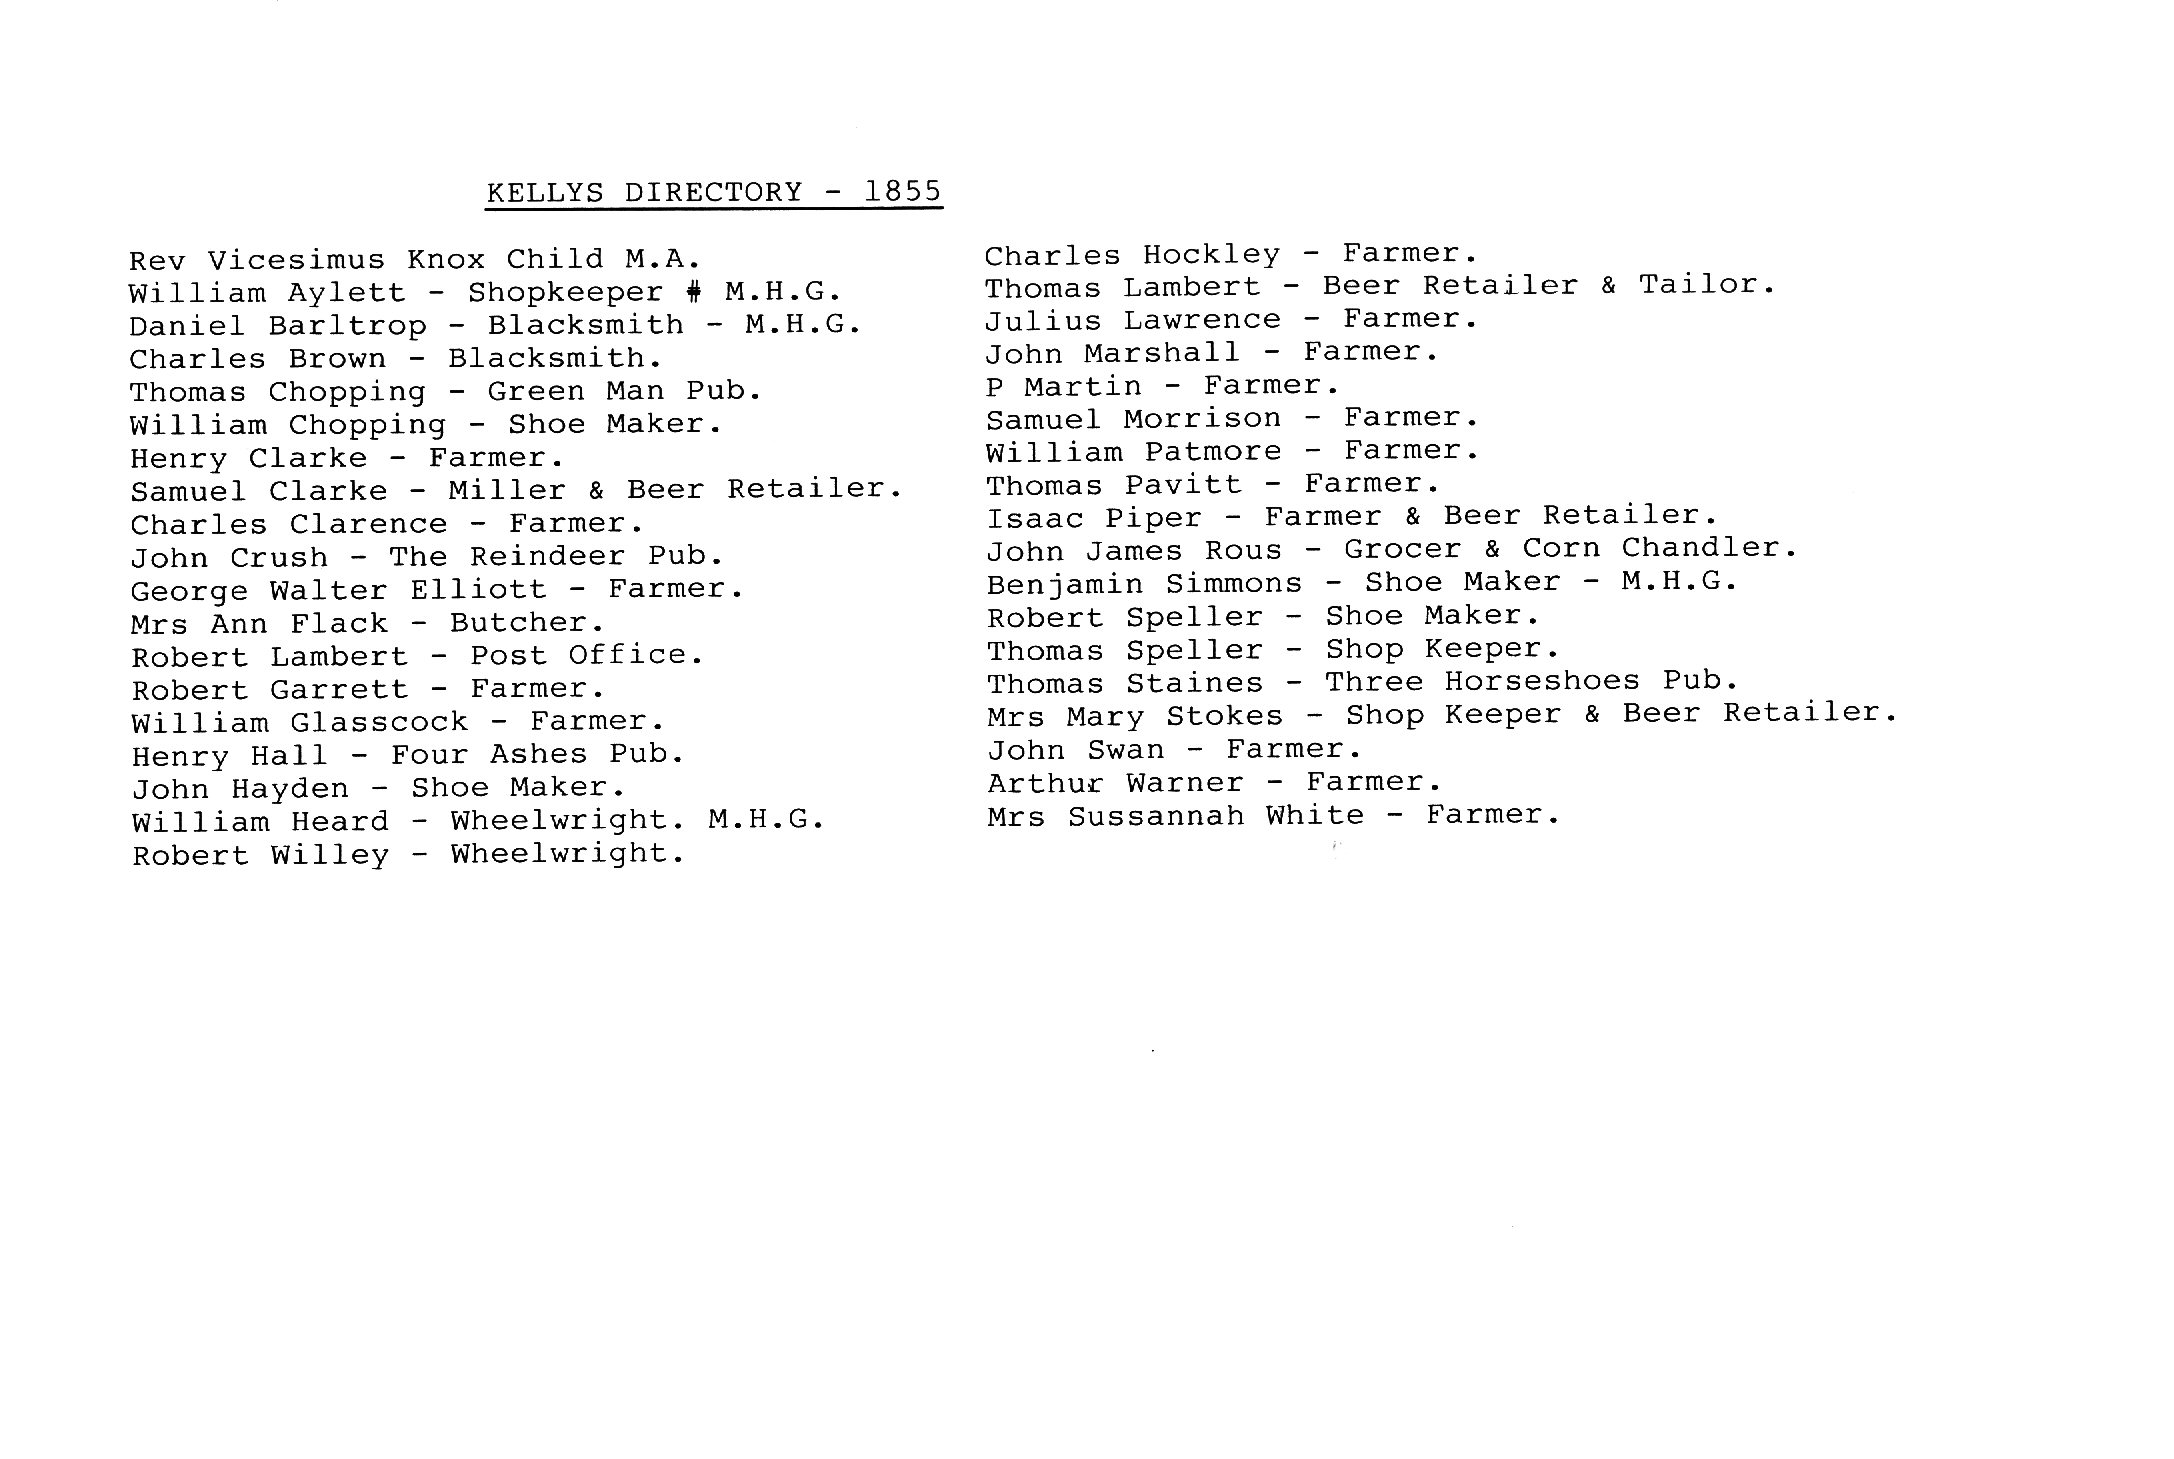 KELLYS DIRECTORY - 1855
Rev Vicesimus Knox Child M.A.
William Aylett - Shopkeeper # M.H.G.
Daniel Barltrop - Blacksmith - M.H.G.
Charles Brown - Blacksmith.
Thomas Chopping - Green Man Pub.
William Chopping - Shoe Maker.
Henry Clarke - Farmer.
Samuel Clarke - Miller & Beer Retailer.
Charles Clarence - Farmer.
John Crush - The Reindeer Pub.
George Walter Elliott - Farmer.
Mrs Ann Flack - Butcher.
Robert Lambert - Post Office.
Robert Garrett - Farmer.
William Glasscock - Farmer.
Henry Hall - Four Ashes Pub.
John Hayden - Shoe Maker.
William Heard - Wheelwright. M.H.G.
Robert Willey - Wheelwright.
Charles Hockley - Farmer.
Thomas Lambert - Beer Retailer & Tailor.
Julius Lawrence - Farmer.
John Marshall - Farmer.
P Martin - Farmer.
Samuel Morrison - Farmer.
William Patmore - Farmer.
Thomas Pavitt - Farmer.
Isaac Piper - Farmer & Beer Retailer.
John James Rous - Grocer & Corn Chandler.
Benjamin Simmons - Shoe Maker - M.H.G.
Robert Speller - Shoe Maker.
Thomas Speller - Shop Keeper.
Thomas Staines - Three Horseshoes Pub.
Mrs Mary Stokes - Shop Keeper & Beer Retailer.
John Swan - Farmer.
Arthur Warner - Farmer.
Mrs Sussannah White - Farmer.